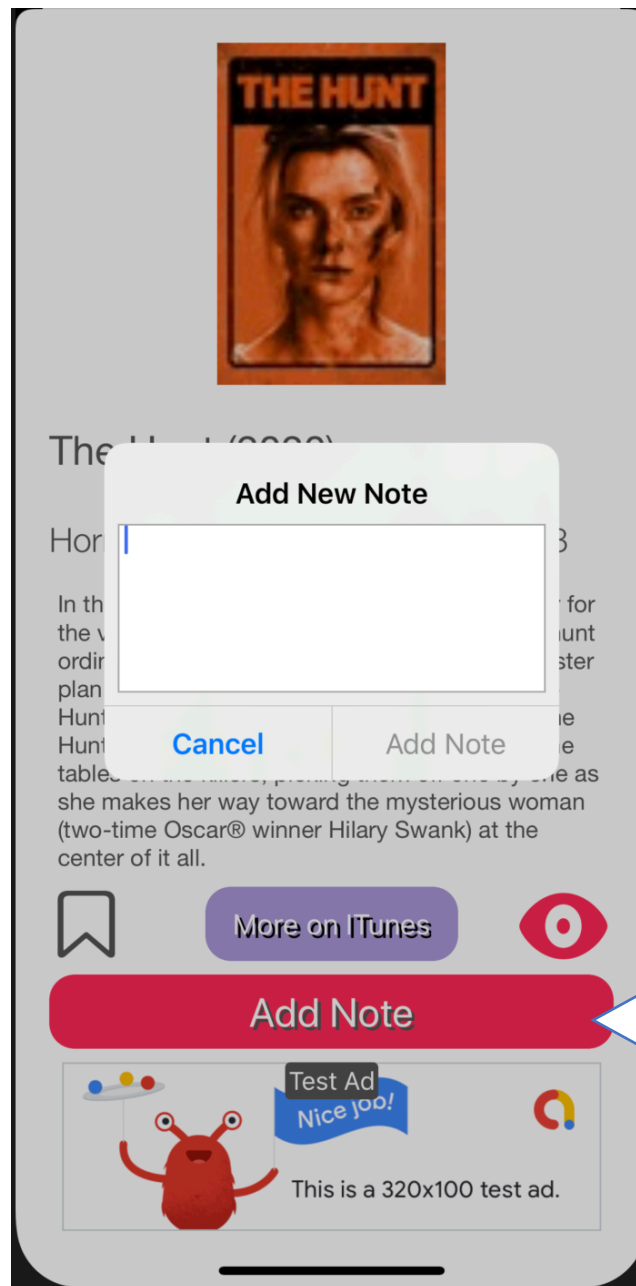 THE HUNT
The
Add New Note
Hor
In th
for
the v
unt
ordin
ster
plan
Hunt
e
Hunt
e
Cancel
Add Note
she makes her way toward the mysterious woman
(two-time Oscar® winner Hilary Swank) at the
center of it all.
More on ITunes
Add Note
Test Ad
Nice job!
This is a 320x100 test ad.